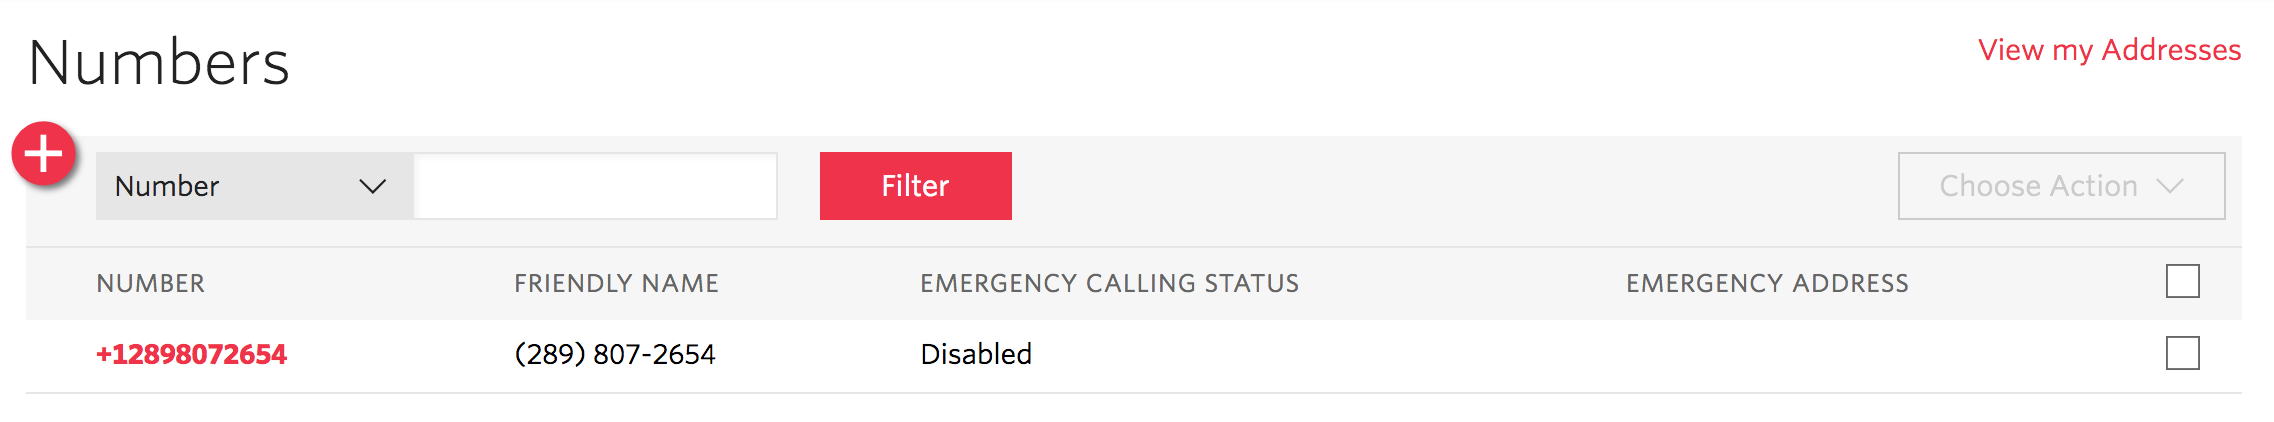 Numbers
View my Addresses
Number
Filter
Choose Action
NUMBER FRIENDLY NAME EMERGENCY CALLING STATUS EMERGENCY ADDRESS
+12898072654 (289) 807-2654 Disabled